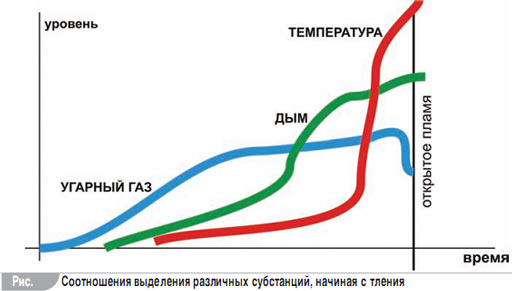 уровень
ТЕМПЕРАТУРА
ДЫМ
УГАРНЫЙ ГАЗ
открытое пламя
время
Рис. Соотношения выделения различных субстанций, начиная с тления